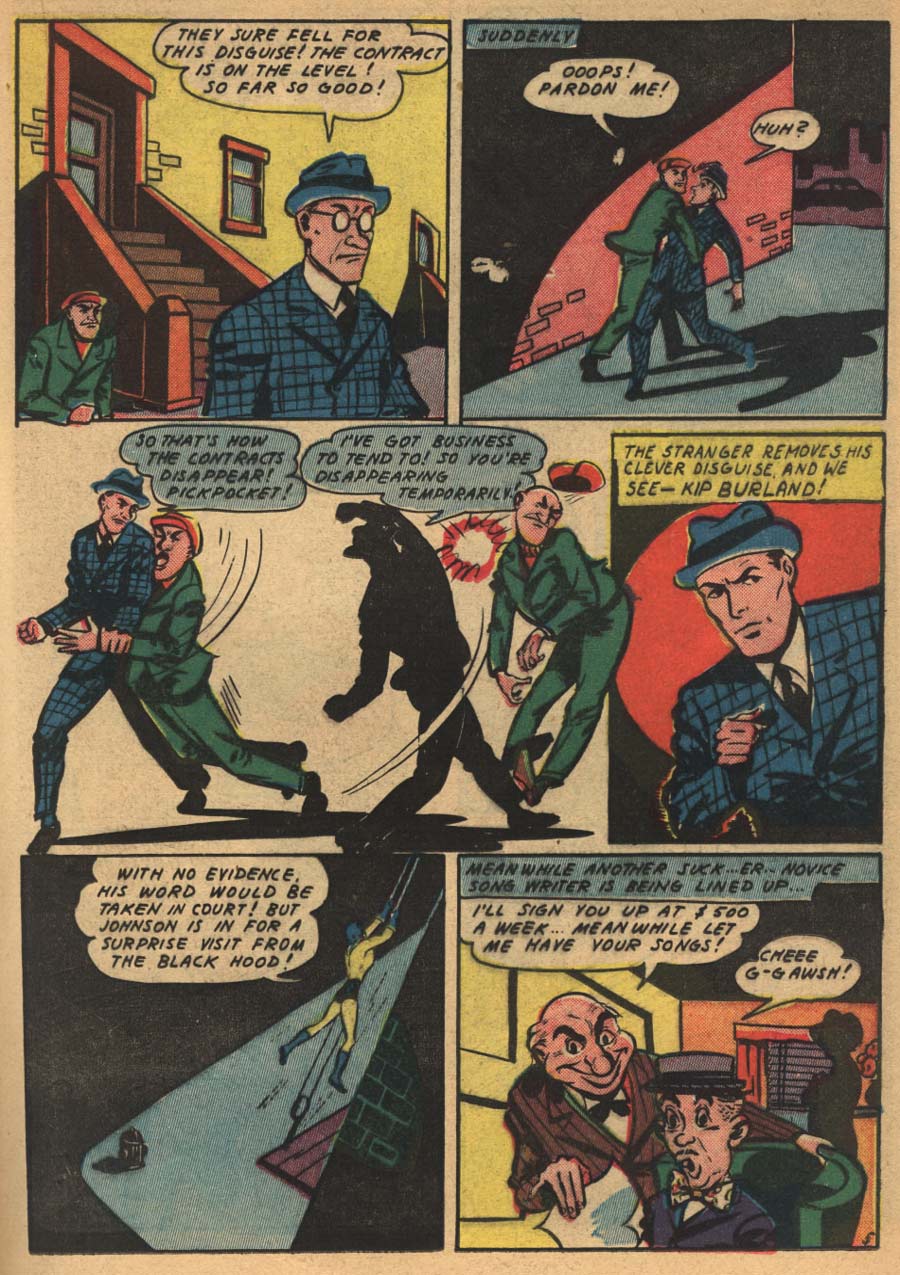 THEY SURE FELL FOR
THIS DISGUISE! THE CONTRACT
IS ON THE LEVEL!
SO FAR SO GOOD!
SUDDENLY
OOOPS!
PARDON ME!
HUH?
SO THAT'S HOW
THE CONTRACTS
DISAPPEAR!
PICKPOCKET!
I'VE GOT BUSINESS
TO TEND TO! SO YOU'RE
DISAPPEARING
TEMPORARILY!
THE STRANGER REMOVES HIS
CLEVER DISGUISE, AND WE
SEE— KIP BURLAND!
WITH NO EVIDENCE,
HIS WORD WOULD BE
TAKEN IN COURT! BUT
JOHNSON IS IN FOR A
SURPRISE VISIT FROM
THE BLACK HOOD!
MEANWHILE ANOTHER SUCK...ER-- NOVICE
SONG WRITER IS BEING LINED UP...
I'LL SIGN YOU UP AT $500
A WEEK... MEANWHILE LET
ME HAVE YOUR SONGS!
CHEEE
G-GAWSH!
5